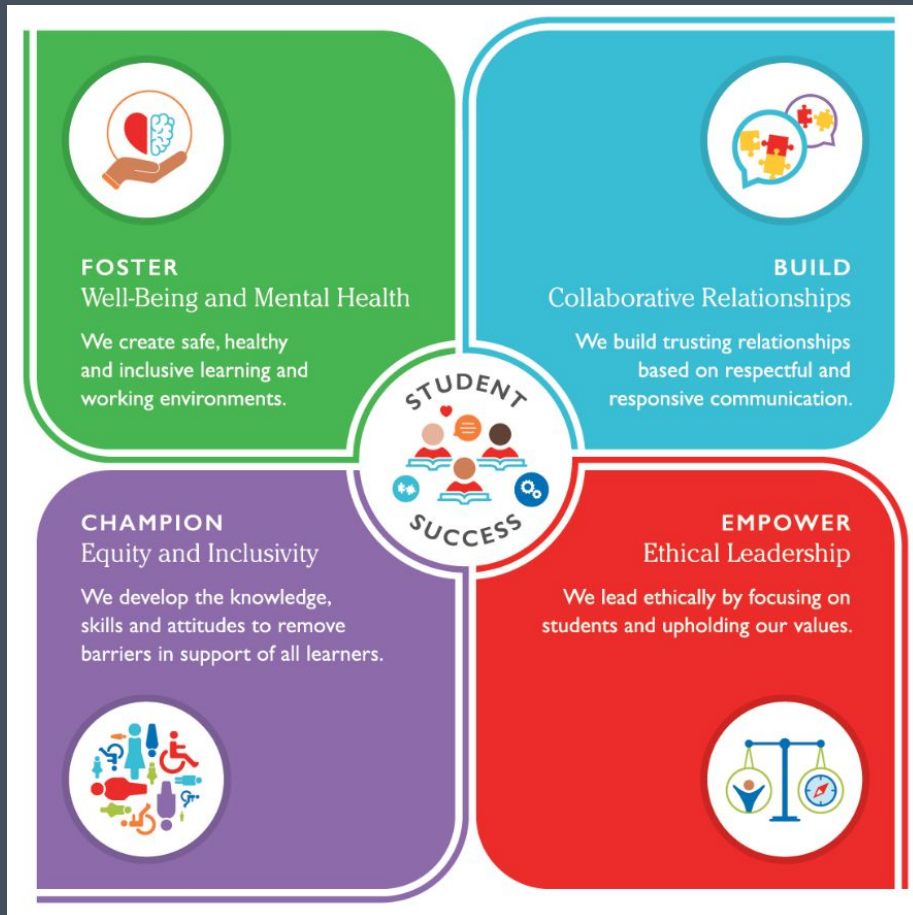 FOSTER
Well-Being and Mental Health
We create safe, healthy
and inclusive learning and
working environments.
BUILD
Collaborative Relationships
We build trusting relationships
based on respectful and
responsive communication.
STUDENT
SUCCESS
CHAMPION
Equity and Inclusivity
We develop the knowledge,
skills and attitudes to remove
barriers in support of all learners.
EMPOWER
Ethical Leadership
We lead ethically by focusing on
students and upholding our values.